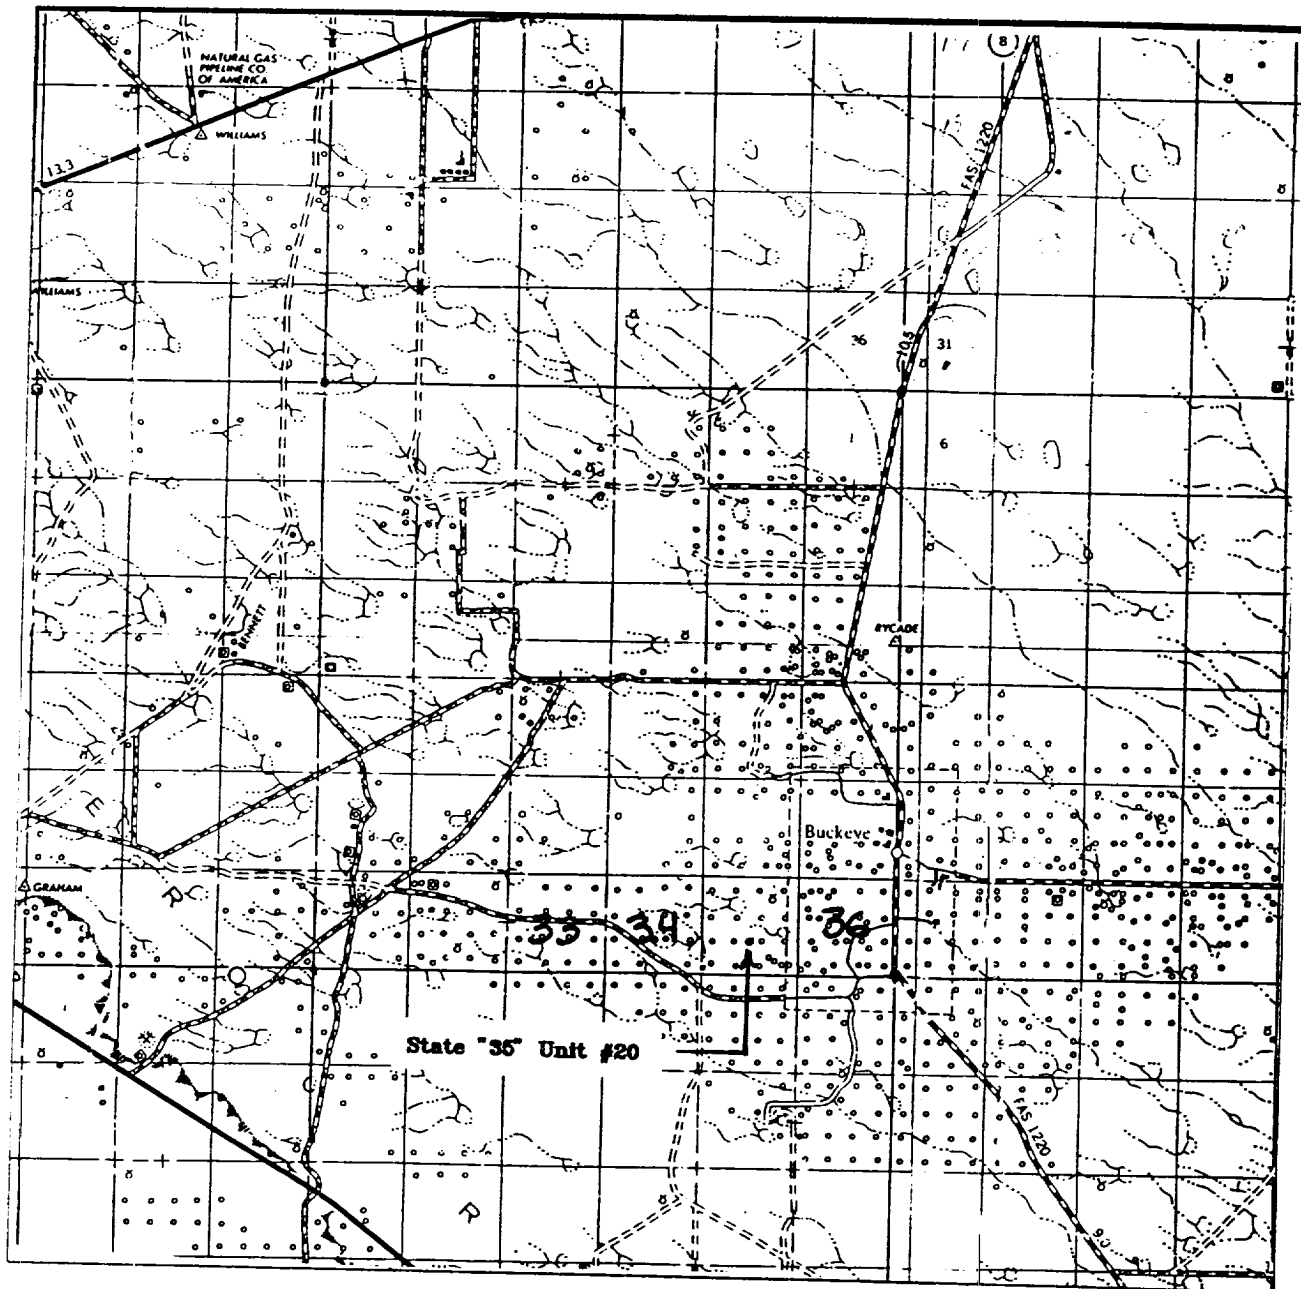 8
NATURAL GAS
PIPELINE CO.
OF AMERICA
WILLIAMS
13.3
FAS 1220
WILLIAMS
10.5
36
31
1
6
BENNETT
RYCADE
E
Buckeye
GRAHAM
R
33
34
36
State "35" Unit #20
FAS 1220
R
9.0